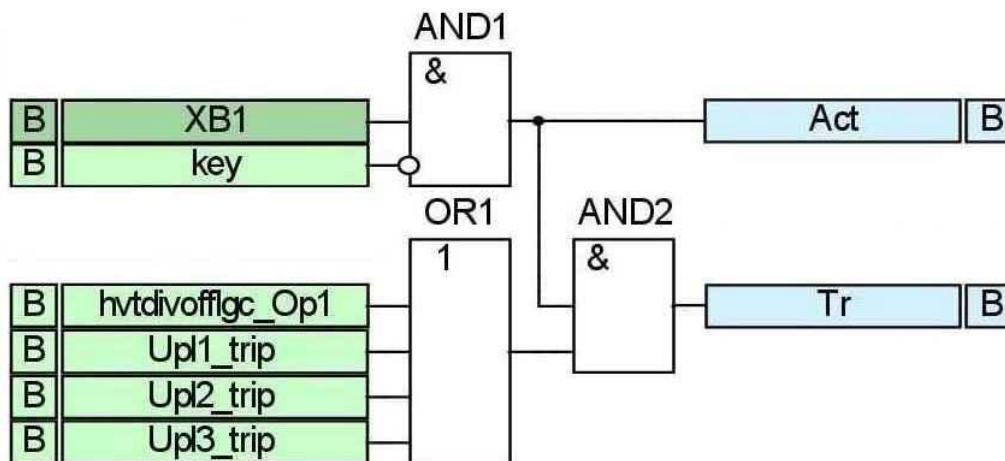 AND1
&
B XB1 Act B
B key
OR1 AND2
1 &
B hvtdivofflgc_Op1 Tr B
B Upl1_trip
B Upl2_trip
B Upl3_trip